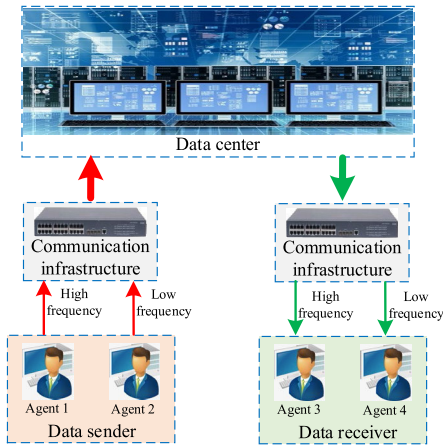 Data center
Communication
infrastructure
Communication
infrastructure
High
frequency
Low
frequency
High
frequency
Low
frequency
Agent 1
Agent 2
Agent 3
Agent 4
Data sender
Data receiver